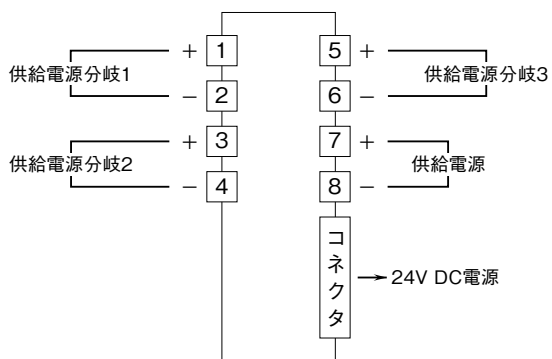 + 1
供給電源分岐1
− 2
+ 3
供給電源分岐2
− 4
5 +
供給電源分岐3
6 −
7 +
供給電源
8 −
コネクタ
24V DC電源